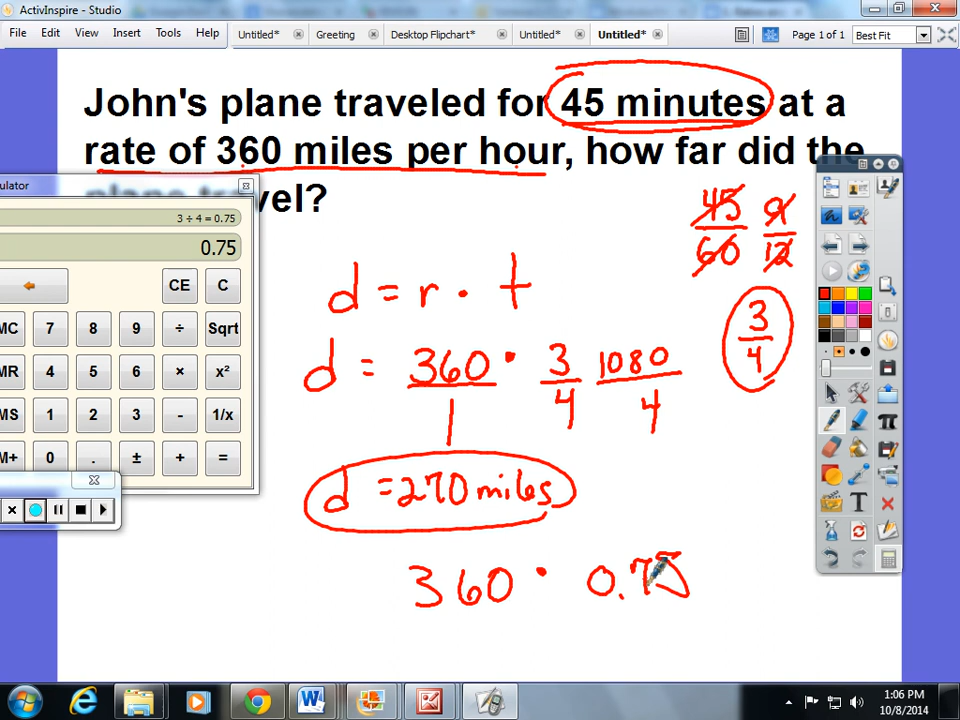 ActivInspire - Studio
File Edit View Insert Tools Help Untitled* Greeting Desktop Flipchart* Untitled* Untitled* Page 1 of 1 Best Fit
John's plane traveled for 45 minutes at a
rate of 360 miles per hour, how far did the
plane travel?
ulator
3 ÷ 4 = 0.75
0.75
CE C
MC 7 8 9 ÷ Sqrt
MR 4 5 6 × x²
MS 1 2 3 - 1/x
M+ 0 . ± + =
45/60 9/12
3/4
d = r · t
d = 360/1 · 3/4 1080/4
d = 270 miles
360 · 0.75
1:06 PM
10/8/2014